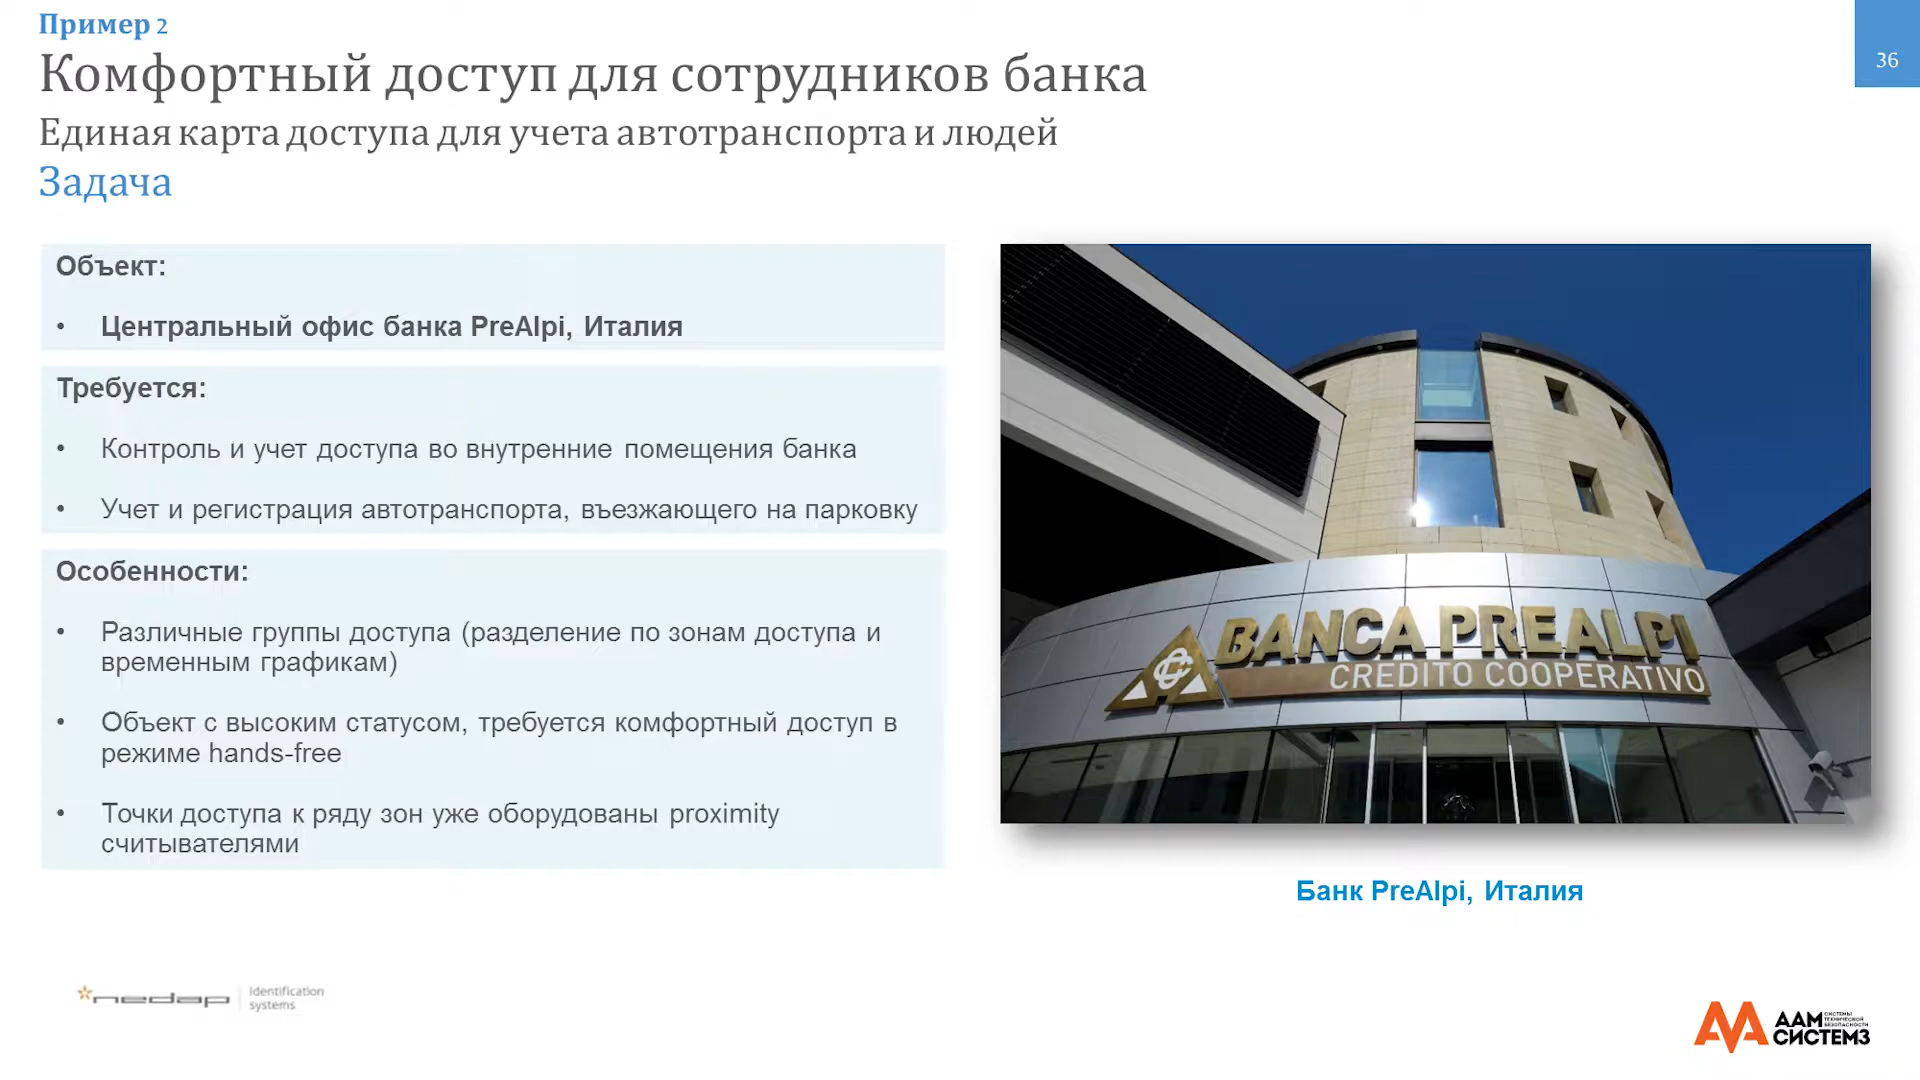 Пример 2
Комфортный доступ для сотрудников банка
Единая карта доступа для учета автотранспорта и людей
Задача
36
Объект:
• Центральный офис банка PreAlpi, Италия
Требуется:
• Контроль и учет доступа во внутренние помещения банка
• Учет и регистрация автотранспорта, въезжающего на парковку
Особенности:
• Различные группы доступа (разделение по зонам доступа и
временным графикам)
• Объект с высоким статусом, требуется комфортный доступ в
режиме hands-free
• Точки доступа к ряду зон уже оборудованы proximity
считывателями
BANCA PREALPI
CREDITO COOPERATIVO
Банк PreAlpi, Италия
nedap
identification
systems
ААМ
СИСТЕМЗ
СИСТЕМЫ
ТЕХНИЧЕСКОЙ
БЕЗОПАСНОСТИ